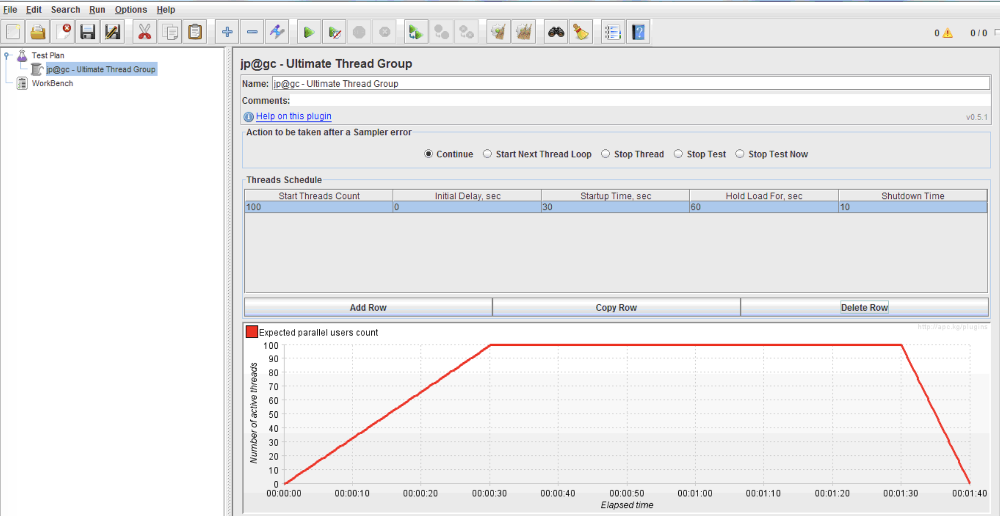 File Edit Search Run Options Help
0 0 / 0
Test Plan
jp@gc - Ultimate Thread Group
WorkBench
jp@gc - Ultimate Thread Group
Name: jp@gc - Ultimate Thread Group
Comments:
Help on this plugin
v0.5.1
Action to be taken after a Sampler error
Continue Start Next Thread Loop Stop Thread Stop Test Stop Test Now
Threads Schedule
Start Threads Count Initial Delay, sec Startup Time, sec Hold Load For, sec Shutdown Time
100 0 30 60 10
Add Row Copy Row Delete Row
http://apc.kg/plugins
Expected parallel users count
100
90
80
70
60
50
40
30
20
10
0
Number of active threads
00:00:00 00:00:10 00:00:20 00:00:30 00:00:40 00:00:50 00:01:00 00:01:10 00:01:20 00:01:30 00:01:40
Elapsed time